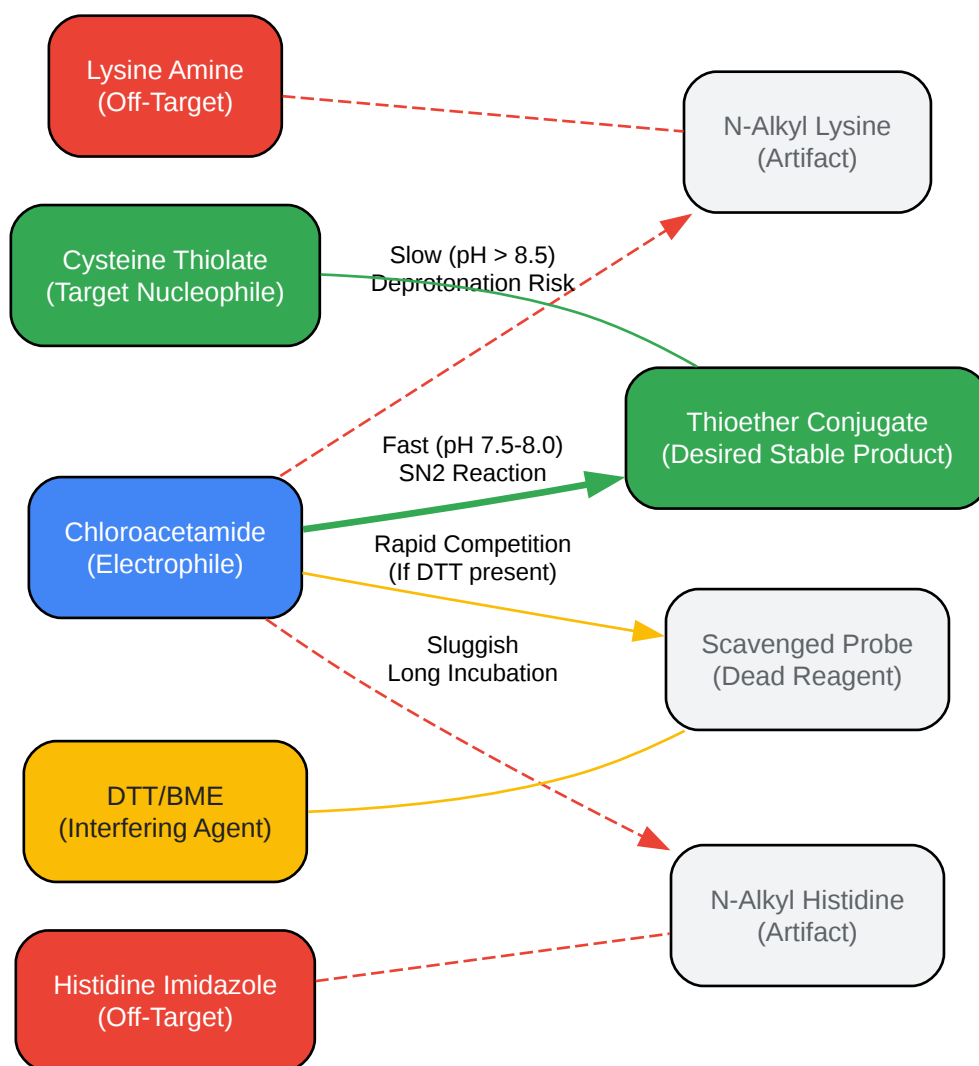 Lysine Amine
(Off-Target)
N-Alkyl Lysine
(Artifact)
Cysteine Thiolate
(Target Nucleophile)
Slow (pH > 8.5)
Deprotonation Risk
Thioether Conjugate
(Desired Stable Product)
Fast (pH 7.5-8.0)
SN2 Reaction
Chloroacetamide
(Electrophile)
Rapid Competition
(If DTT present)
Scavenged Probe
(Dead Reagent)
Sluggish
Long Incubation
DTT/BME
(Interfering Agent)
N-Alkyl Histidine
(Artifact)
Histidine Imidazole
(Off-Target)